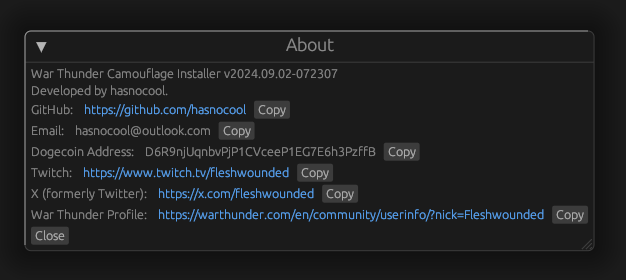 About
War Thunder Camouflage Installer v2024.09.02-072307
Developed by hasnocool.
GitHub: https://github.com/hasnocool Copy
Email: hasnocool@outlook.com Copy
Dogecoin Address: D6R9njUqnbvPjP1CVceeP1EG7E6h3PzffB Copy
Twitch: https://www.twitch.tv/fleshwounded Copy
X (formerly Twitter): https://x.com/fleshwounded Copy
War Thunder Profile: https://warthunder.com/en/community/userinfo/?nick=Fleshwounded Copy
Close